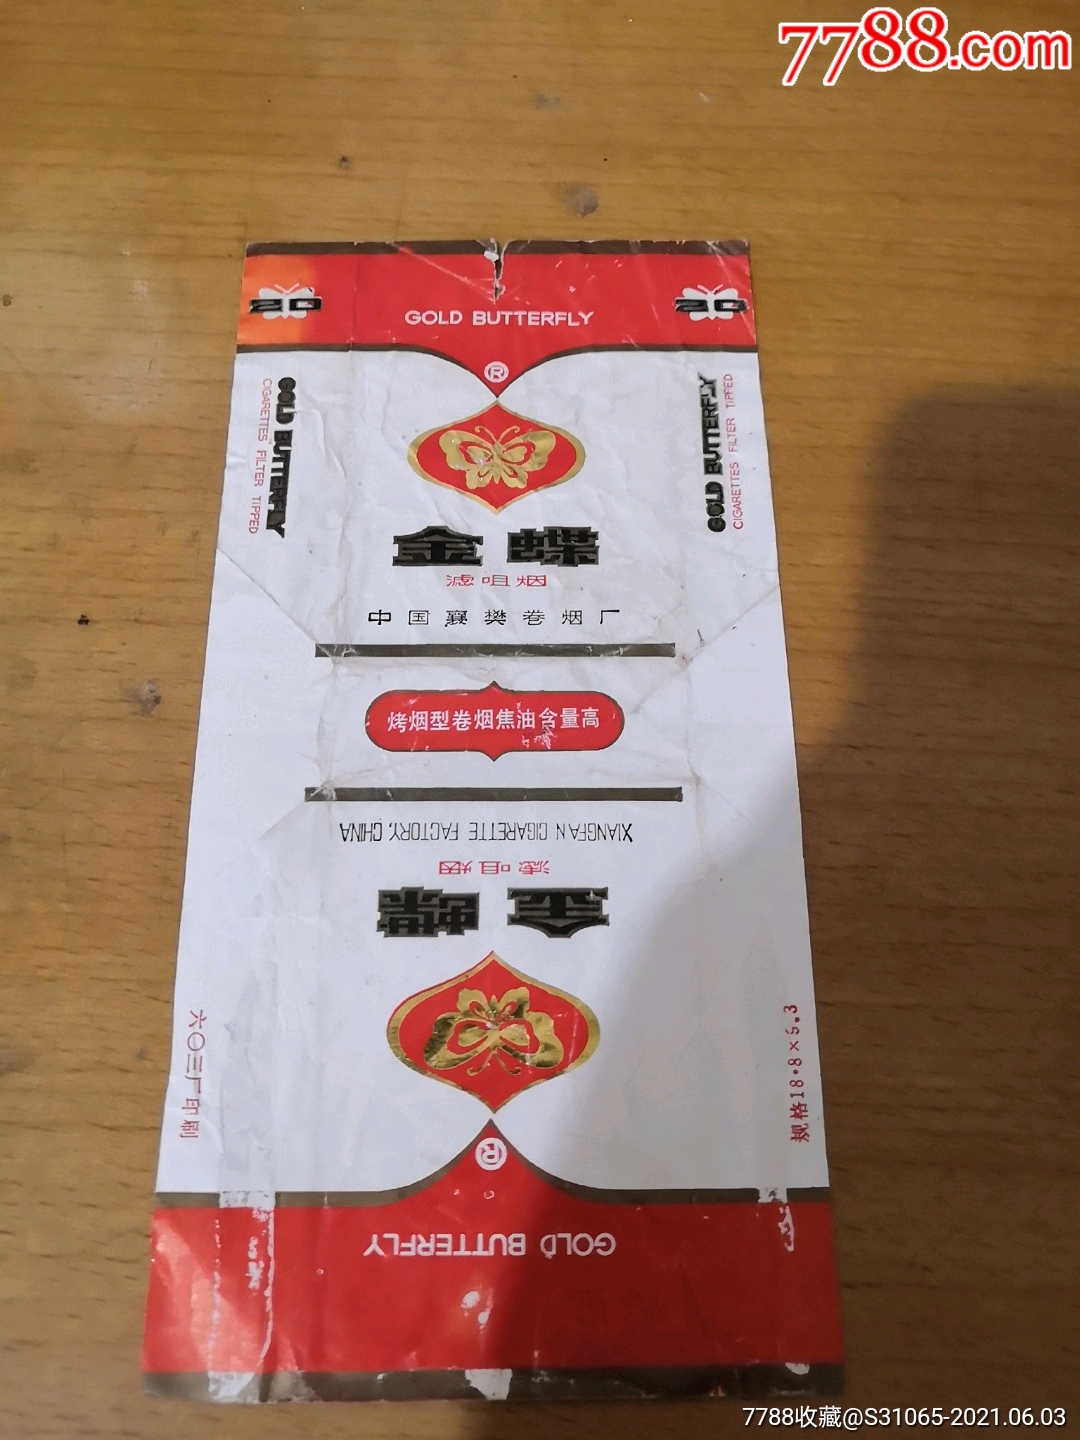 7788.com
20
GOLD BUTTERFLY
20
®
GOLD BUTTERFLY
CIGARETTES FILTER TIPPED
GOLD BUTTERFLY
CIGARETTES FILTER TIPPED
金蝶
滤咀烟
中国襄樊卷烟厂
烤烟型卷烟焦油含量高
XIANGFAN CIGARETTE FACTORY, CHINA
滤咀烟
金蝶
六〇三厂印刷
规格18·8×9.3
®
GOLD BUTTERFLY
7788收藏@S31065-2021.06.03